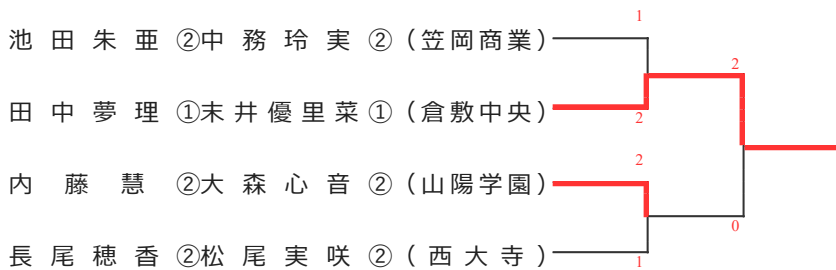 1
池田朱亜②中務玲実②(笠岡商業)
2
田中夢理①末井優里菜①(倉敷中央)
2
2
内藤慧②大森心音②(山陽学園)
0
長尾穂香②松尾実咲②(西大寺)
1